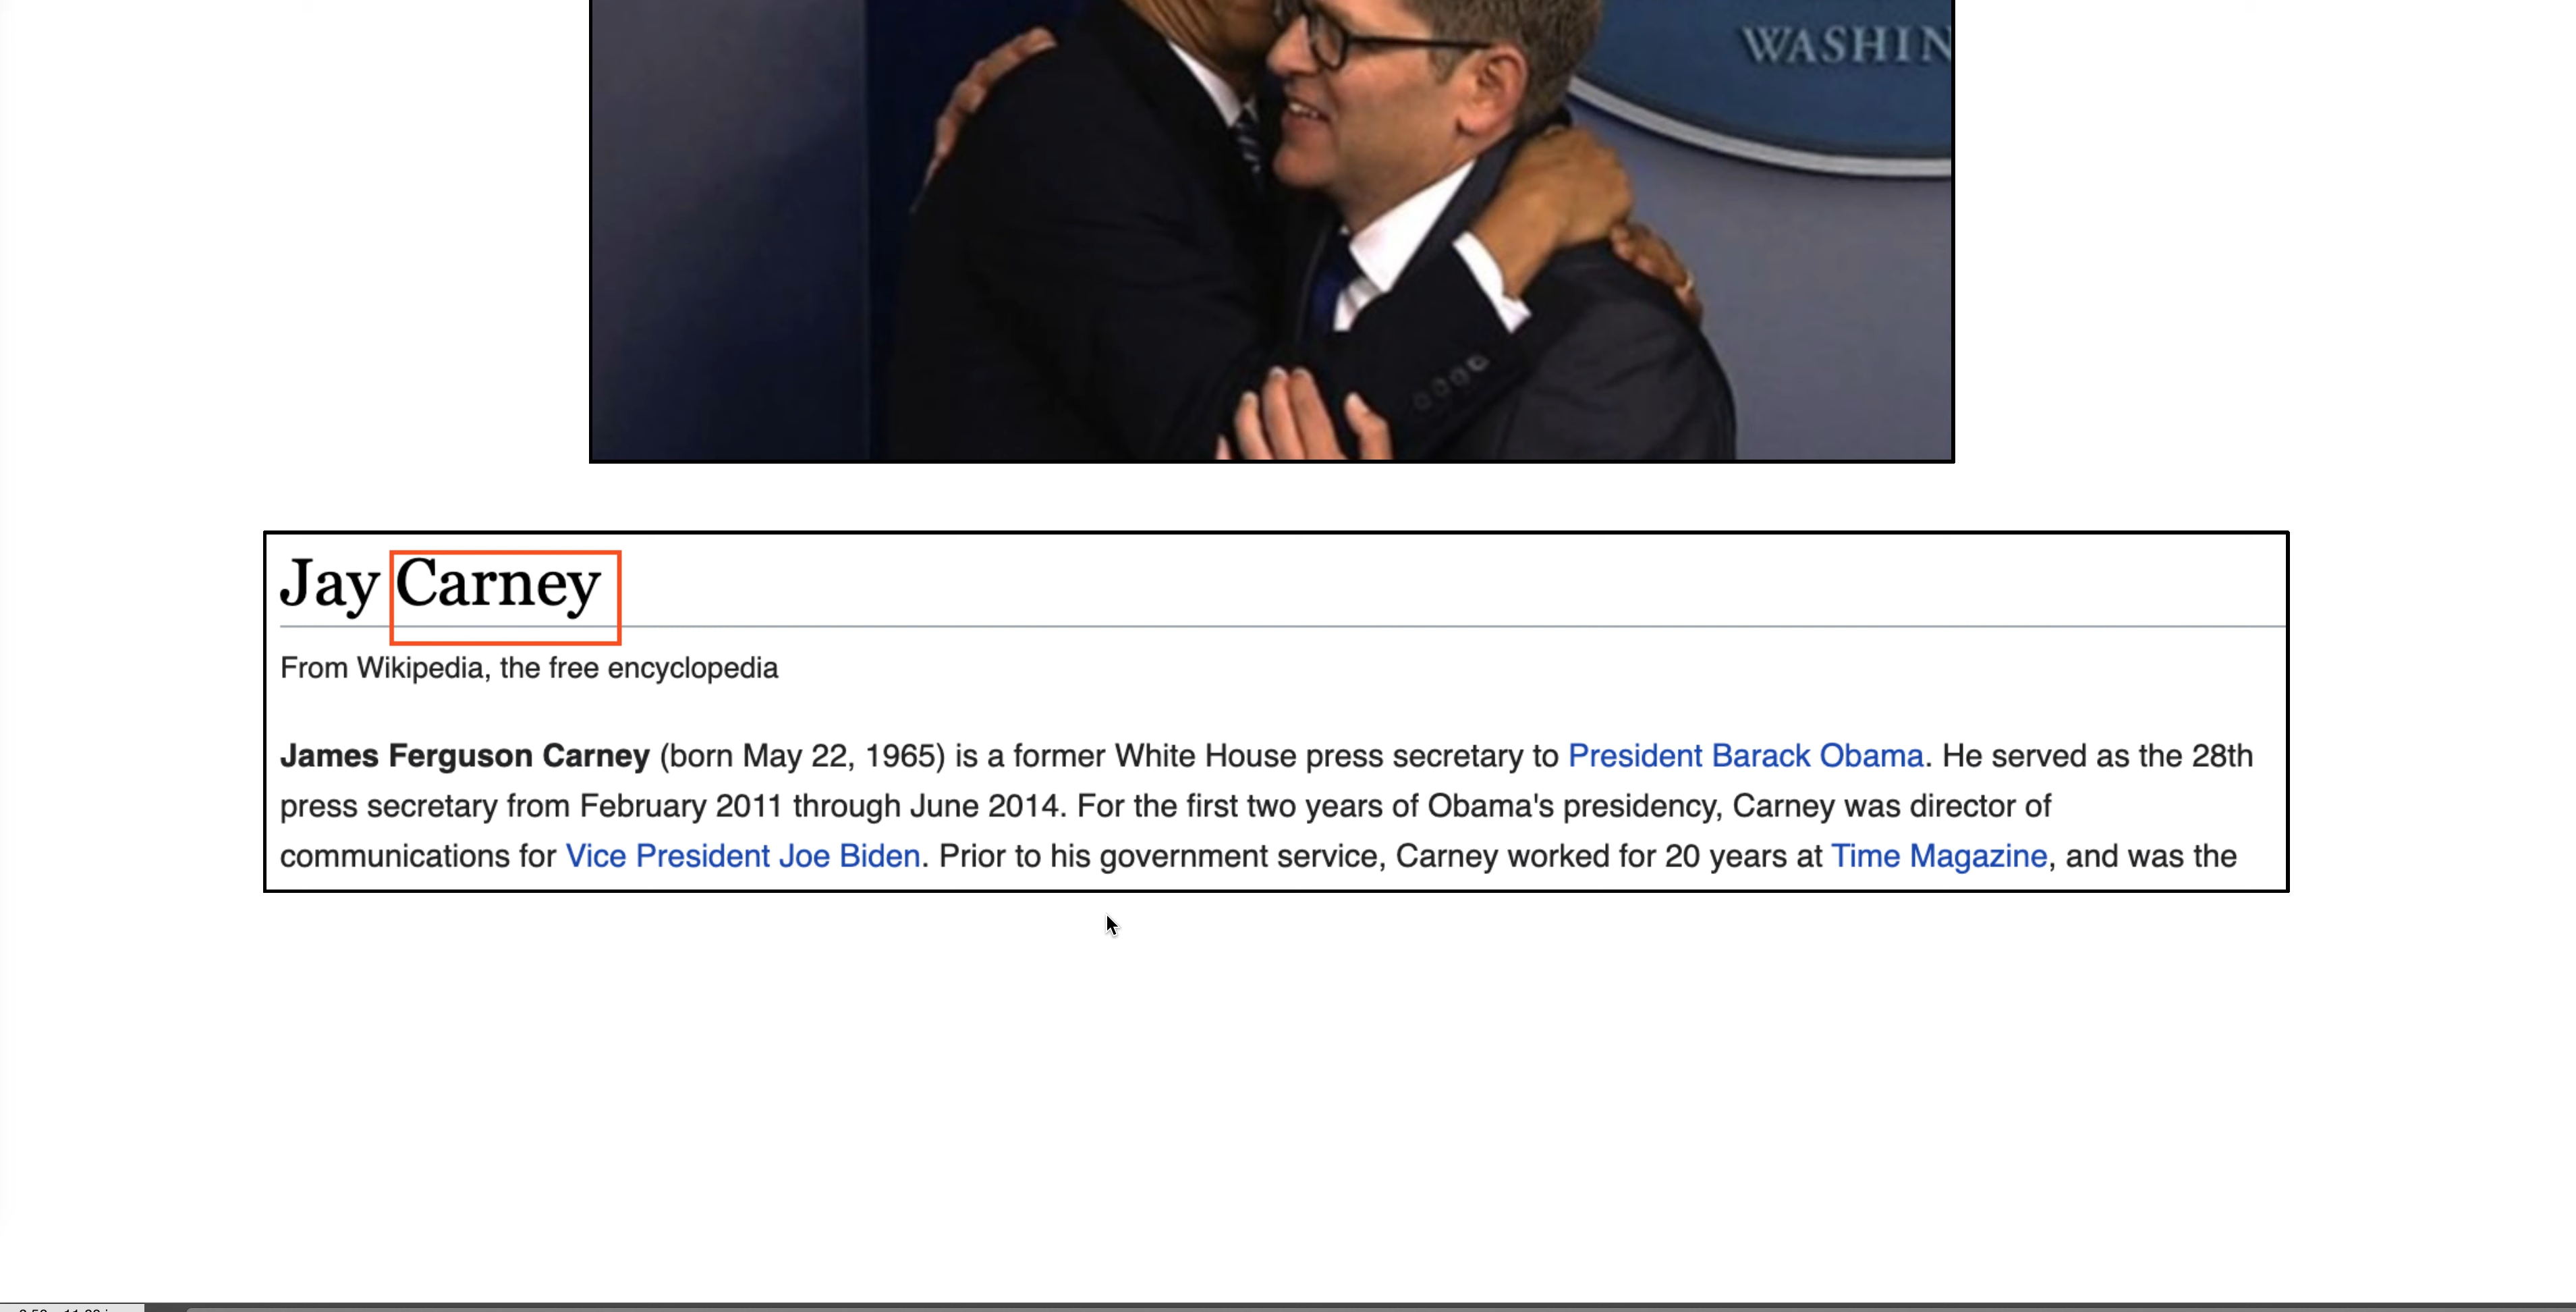 WASHIN
Jay Carney
From Wikipedia, the free encyclopedia
James Ferguson Carney (born May 22, 1965) is a former White House press secretary to President Barack Obama. He served as the 28th
press secretary from February 2011 through June 2014. For the first two years of Obama's presidency, Carney was director of
communications for Vice President Joe Biden. Prior to his government service, Carney worked for 20 years at Time Magazine, and was the